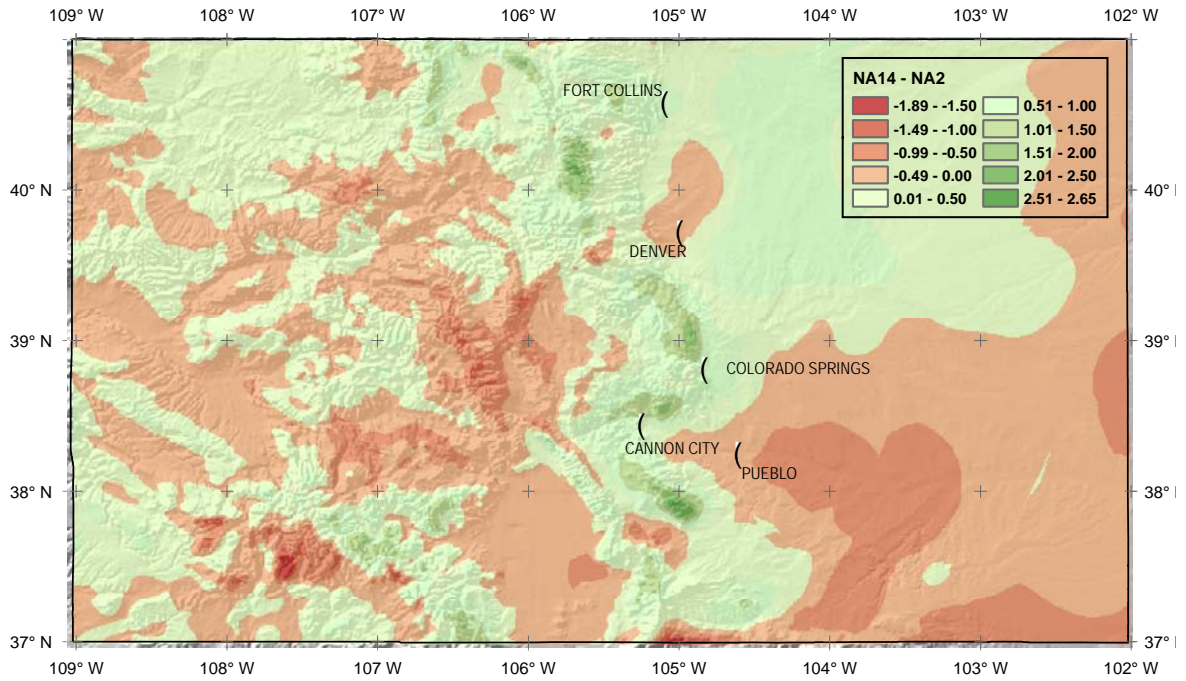 109° W 108° W 107° W 106° W 105° W 104° W 103° W 102° W
NA14 - NA2
-1.89 - -1.50 0.51 - 1.00
-1.49 - -1.00 1.01 - 1.50
-0.99 - -0.50 1.51 - 2.00
-0.49 - 0.00 2.01 - 2.50
0.01 - 0.50 2.51 - 2.65
FORT COLLINS
40° N 40° N
DENVER
39° N 39° N
COLORADO SPRINGS
CANNON CITY
PUEBLO
38° N 38° N
37° N 37° N
109° W 108° W 107° W 106° W 105° W 104° W 103° W 102° W